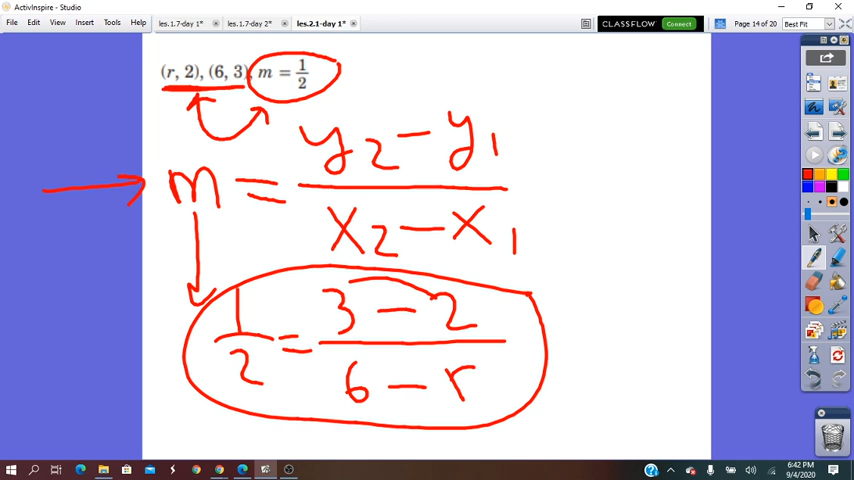 ActivInspire - Studio
File Edit View Insert Tools Help
les.1.7-day 1* les.1.7-day 2* les.2.1-day 1*
CLASSFLOW Connect
Page 14 of 20 Best Fit
(r, 2), (6, 3), m = 1/2
m = y2 - y1 / x2 - x1
1/2 = 3 - 2 / 6 - r
6:42 PM
9/4/2020